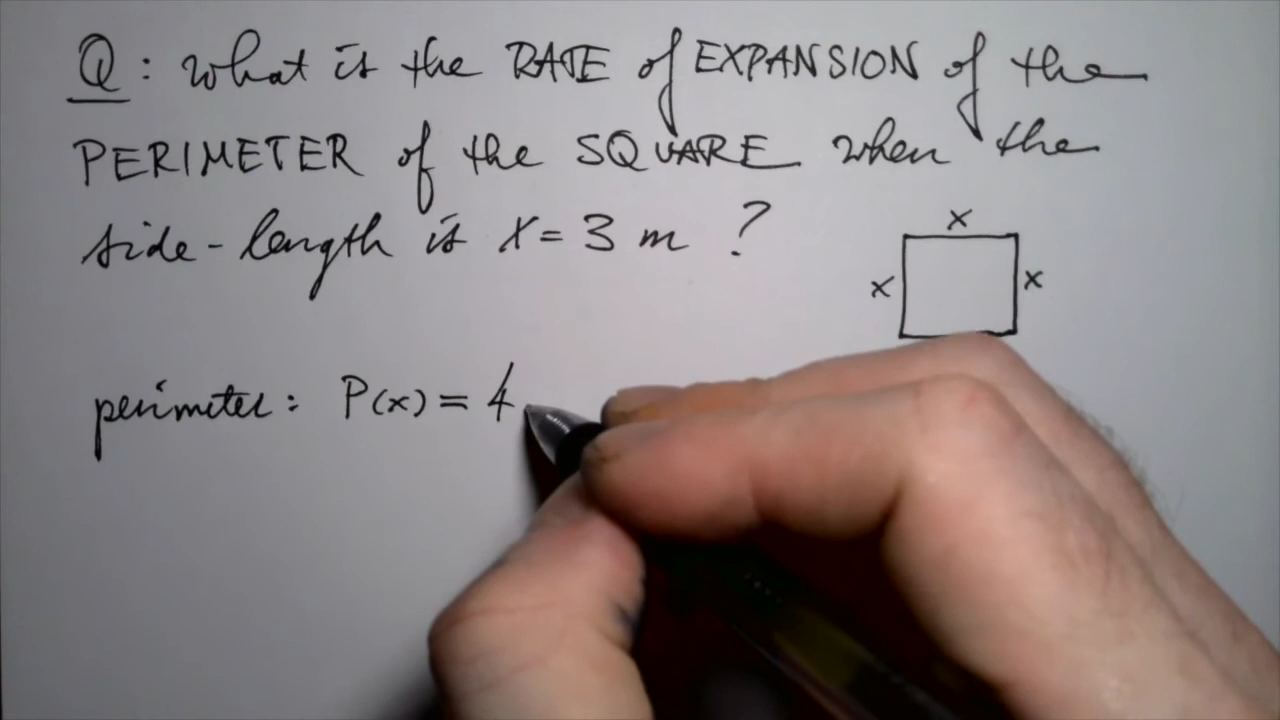 Q: what is the RATE of EXPANSION of the
PERIMETER of the SQUARE when the
side-length is x = 3 m ?
x
x x
perimeter: P(x) = 4